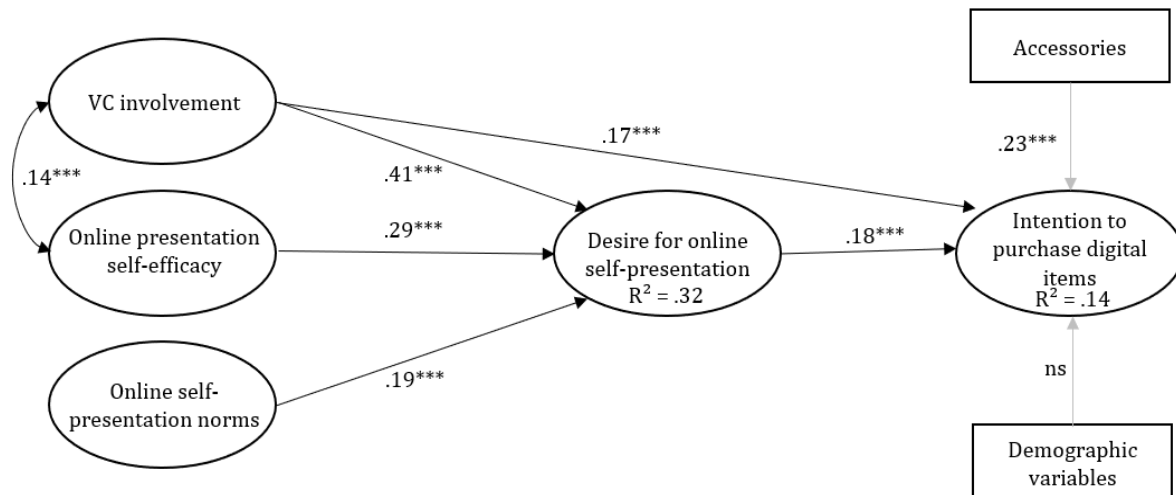 Accessories
VC involvement
.17***
.23***
.14***
.41***
Online presentation
self-efficacy
.29***
Desire for online
self-presentation
R² = .32
.18***
Intention to
purchase digital
items
R² = .14
Online self-
presentation norms
.19***
ns
Demographic
variables